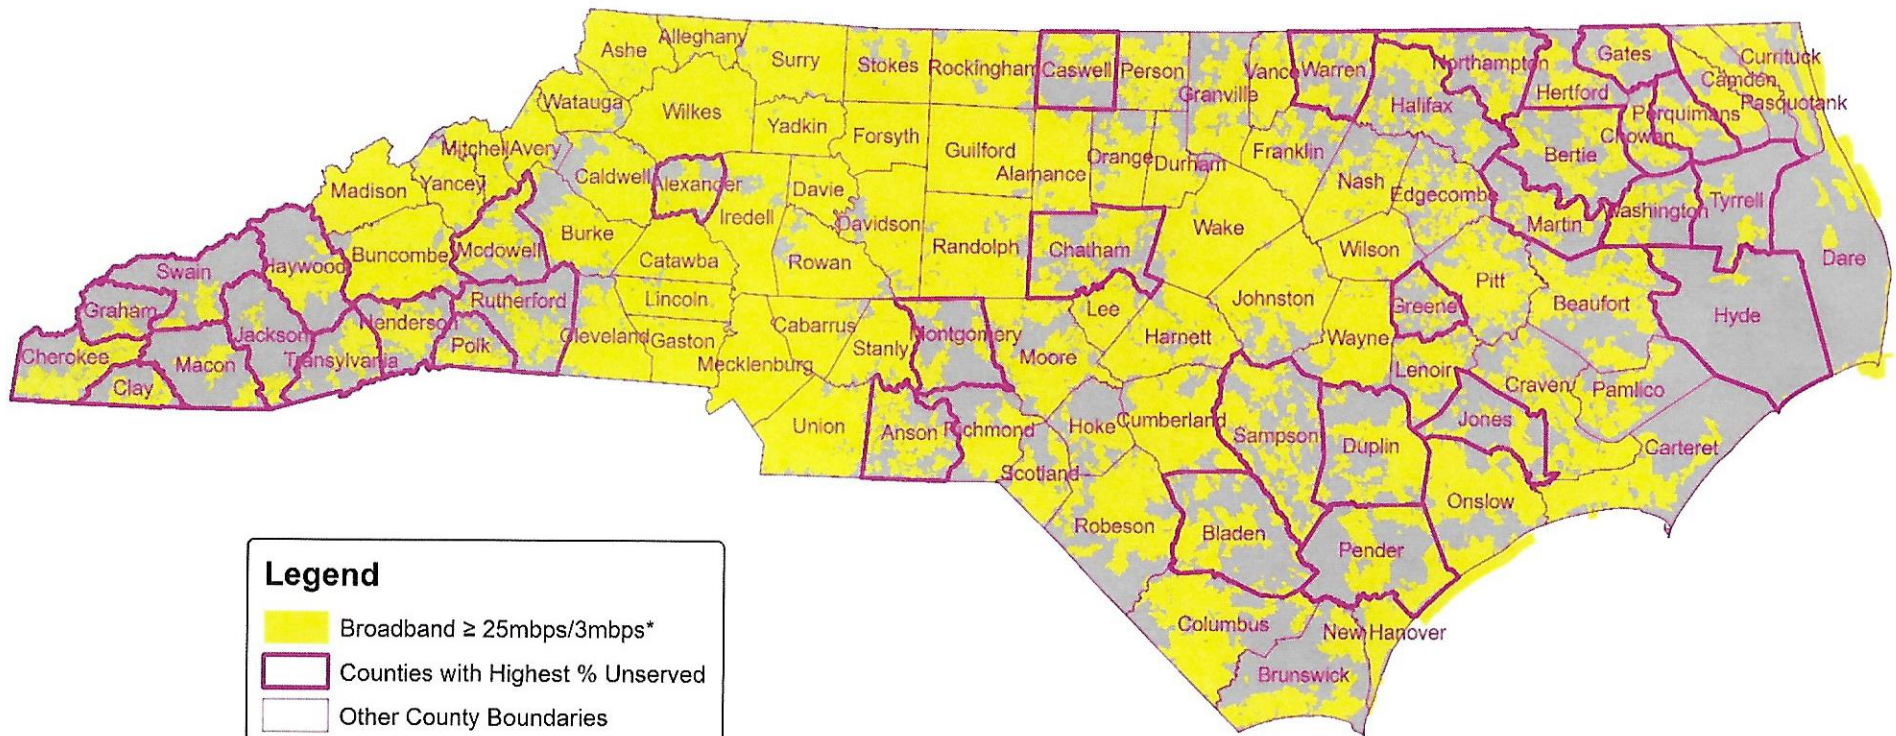 Ashe
Alleghany
Surry
Stokes
Rockingham
Caswell
Person
Granville
Vance
Warren
Northampton
Gates
Currituck
Camden
Pasquotank
Watauga
Wilkes
Yadkin
Forsyth
Guilford
Alamance
Orange
Durham
Franklin
Halifax
Hertford
Perquimans
Chowan
Bertie
Mitchell
Avery
Madison
Yancey
Caldwell
Alexander
Iredell
Davie
Davidson
Randolph
Chatham
Wake
Nash
Edgecombe
Martin
Washington
Tyrrell
Dare
Swain
Haywood
Buncombe
Mcdowell
Burke
Catawba
Rowan
Wilson
Pitt
Beaufort
Hyde
Graham
Jackson
Henderson
Rutherford
Lincoln
Cabarrus
Stanly
Montgomery
Moore
Lee
Harnett
Johnston
Greene
Wayne
Cherokee
Clay
Macon
Transylvania
Polk
Cleveland
Gaston
Mecklenburg
Lenoir
Craven
Pamlico
Union
Anson
Richmond
Scotland
Hoke
Cumberland
Sampson
Duplin
Jones
Carteret
Onslow
Robeson
Bladen
Pender
Columbus
New Hanover
Brunswick
Legend
Broadband ≥ 25mbps/3mbps*
Counties with Highest % Unserved
Other County Boundaries